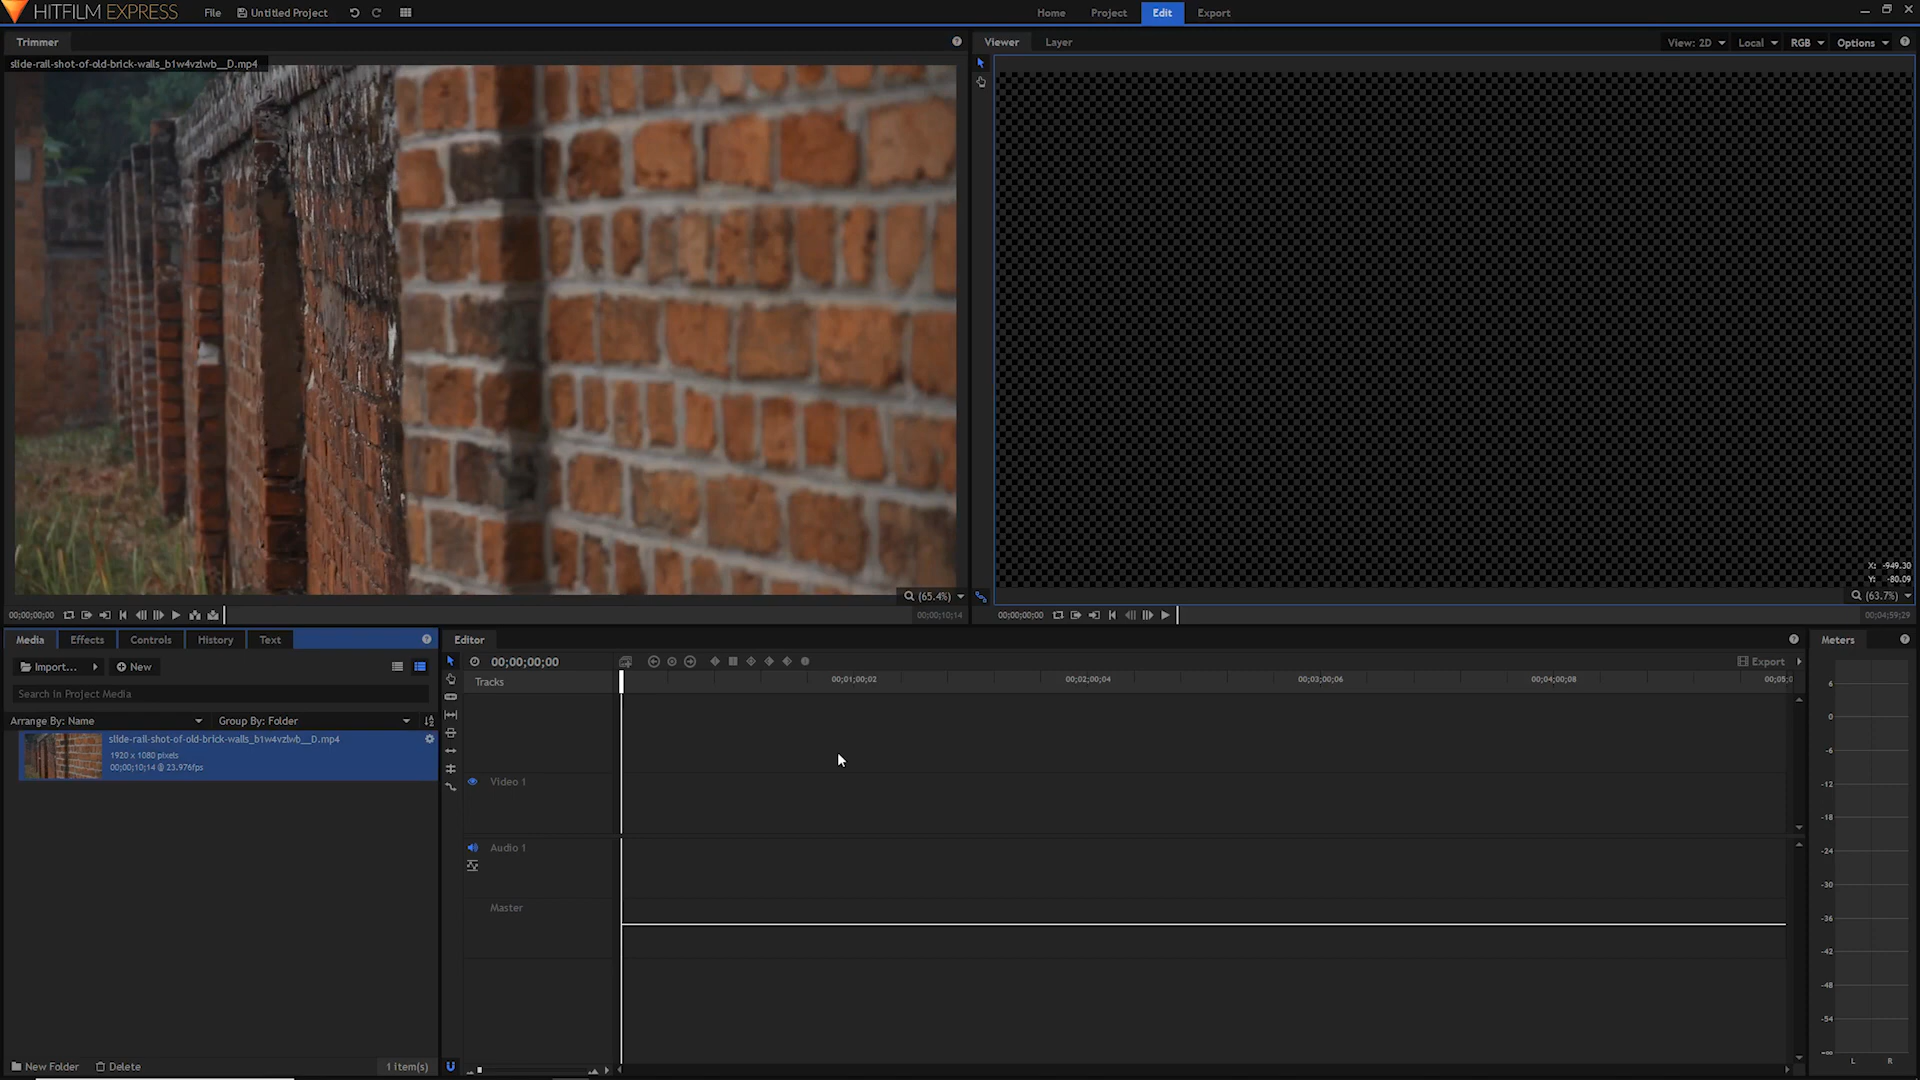 HITFILM EXPRESS File Untitled Project Home Project Edit Export
Trimmer
Viewer Layer View: 2D Local RGB Options
slide-rail-shot-of-old-brick-walls_b1w4vzlwb__D.mp4
X: -949.30
Y: -80.09
(65.4%)
(63.7%)
00;00;00;00 00;00;10;14
00;00;00;00 00;04;59;29
Media Effects Controls History Text
Editor
Meters
Import... New
00;00;00;00
Export
Tracks
00;01;00;02 00;02;00;04 00;03;00;06 00;04;00;08 00;05;0
Search in Project Media
Arrange By: Name Group By: Folder
slide-rail-shot-of-old-brick-walls_b1w4vzlwb__D.mp4
1920 x 1080 pixels
00;00;10;14 @ 23.976fps
Video 1
Audio 1
Master
6
0
-6
-12
-18
-24
-30
-36
-42
-48
-54
-∞
L R
New Folder Delete 1 item(s)